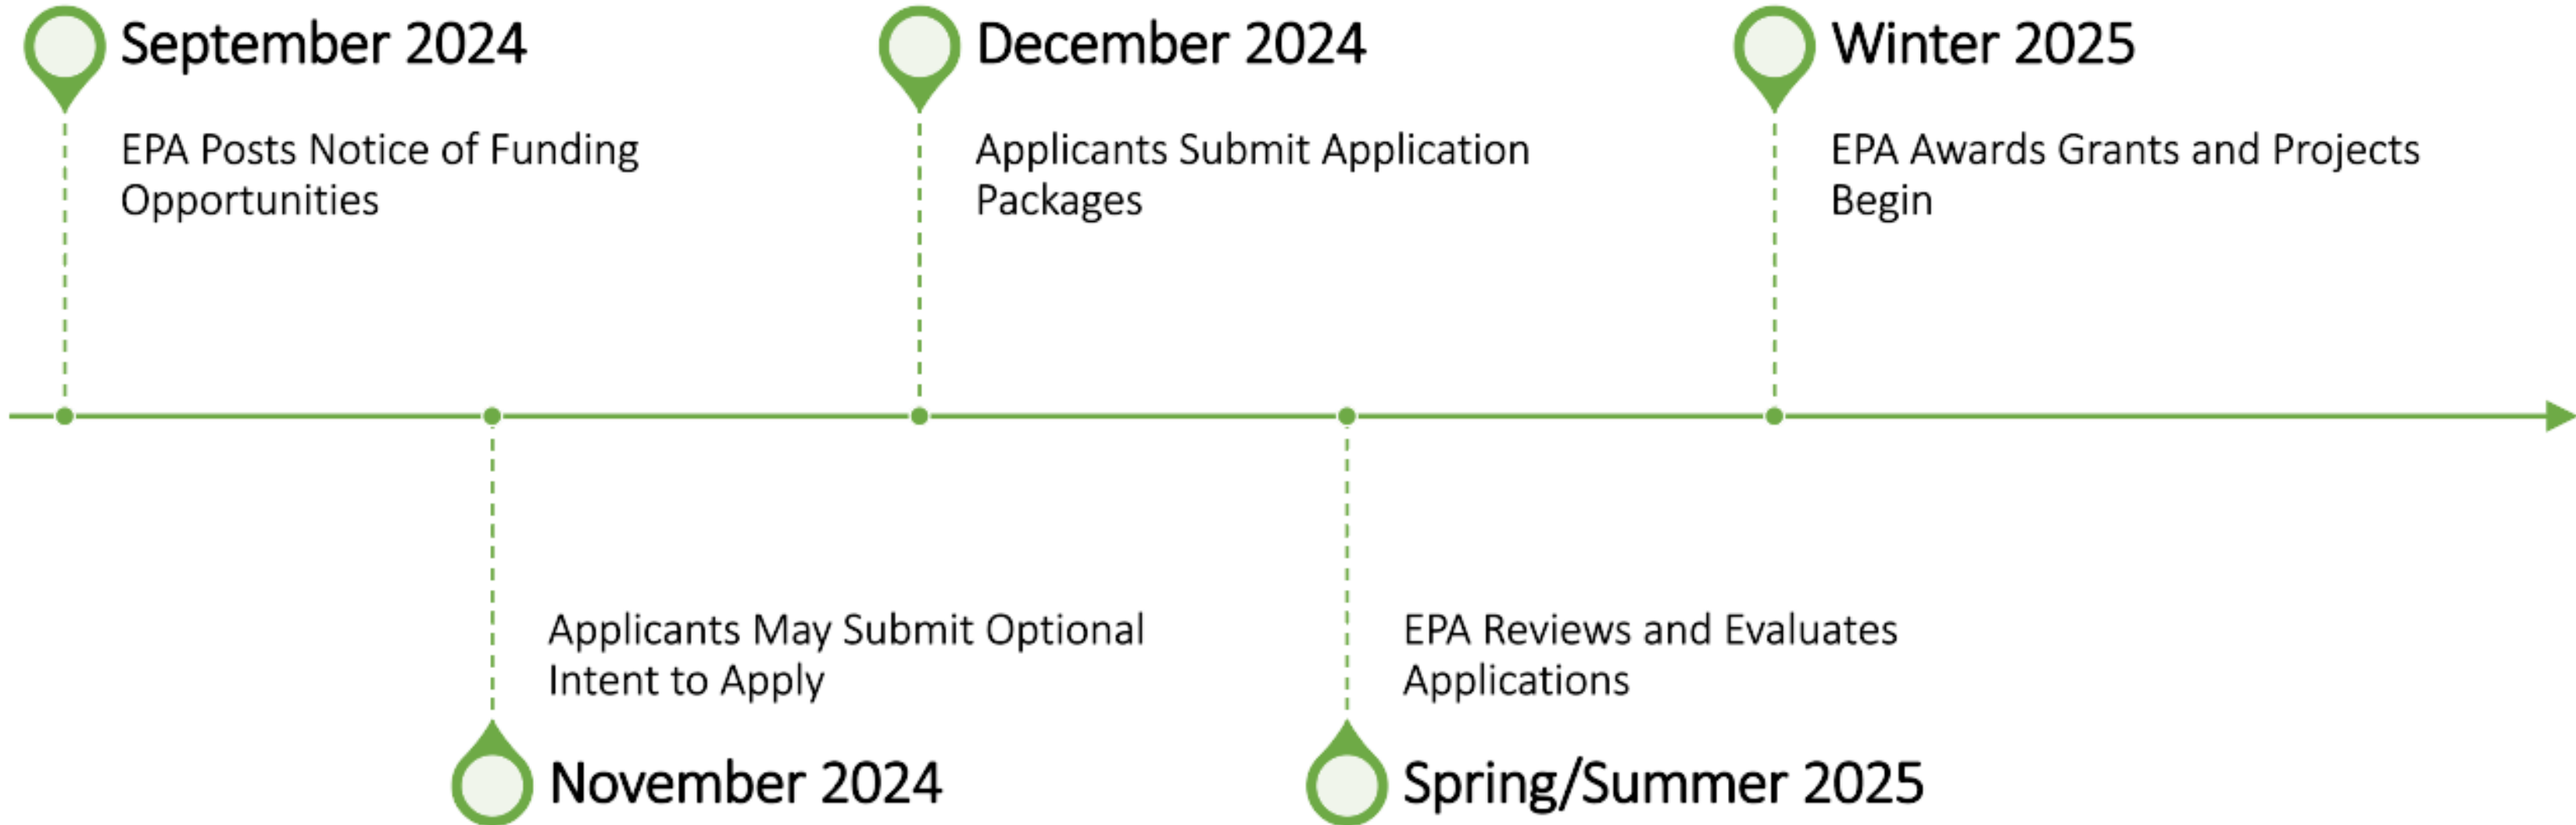 September 2024
EPA Posts Notice of Funding
Opportunities
December 2024
Applicants Submit Application
Packages
Winter 2025
EPA Awards Grants and Projects
Begin
Applicants May Submit Optional
Intent to Apply
November 2024
EPA Reviews and Evaluates
Applications
Spring/Summer 2025